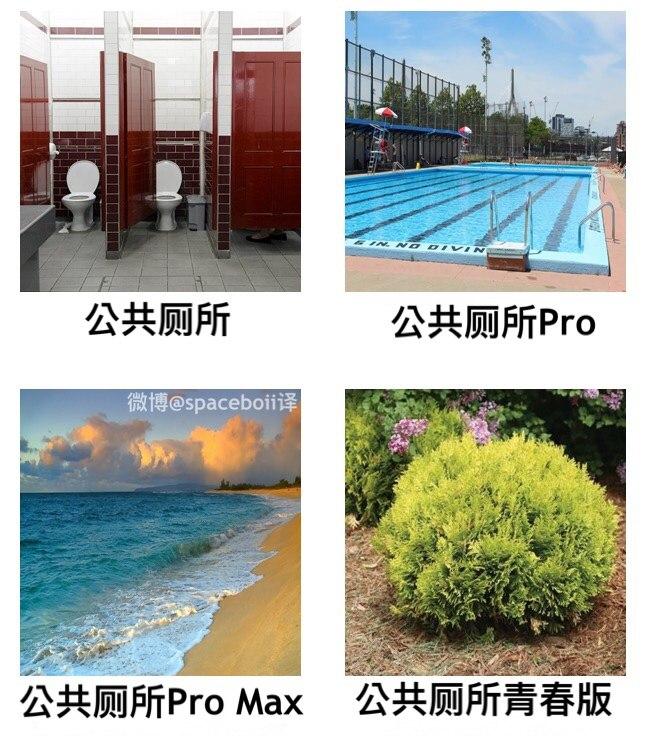 公共厕所
公共厕所Pro
6 IN. NO DIVIN
微博@spaceboii译
公共厕所Pro Max
公共厕所青春版